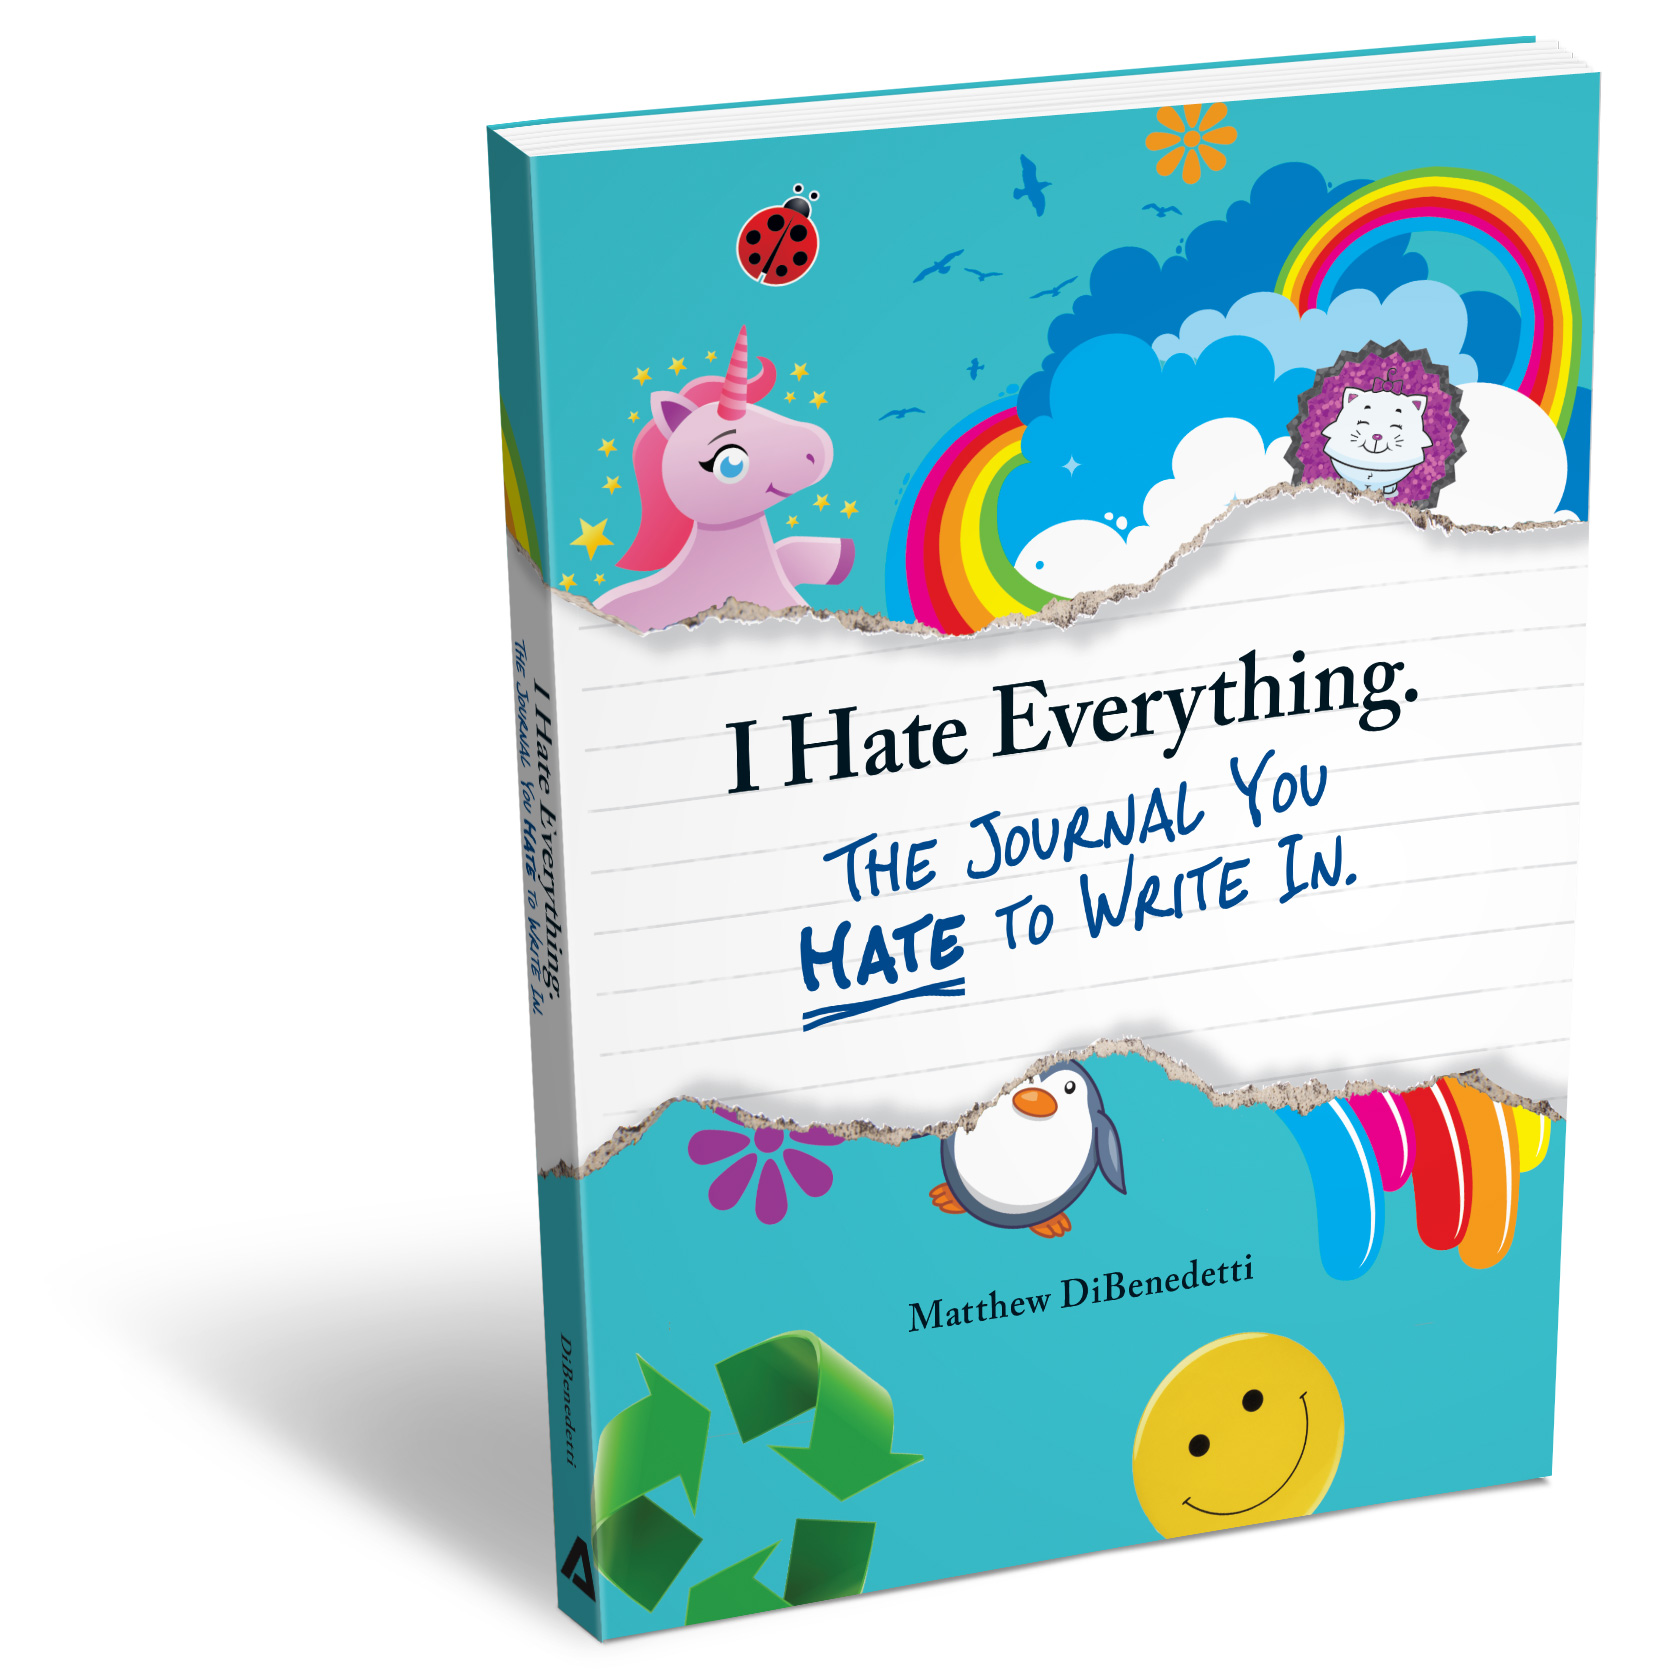 I Hate Everything.
THE JOURNAL YOU
HATE TO WRITE IN.
Matthew DiBenedetti
I Hate Everything.
THE JOURNAL YOU HATE TO WRITE IN.
DiBenedetti